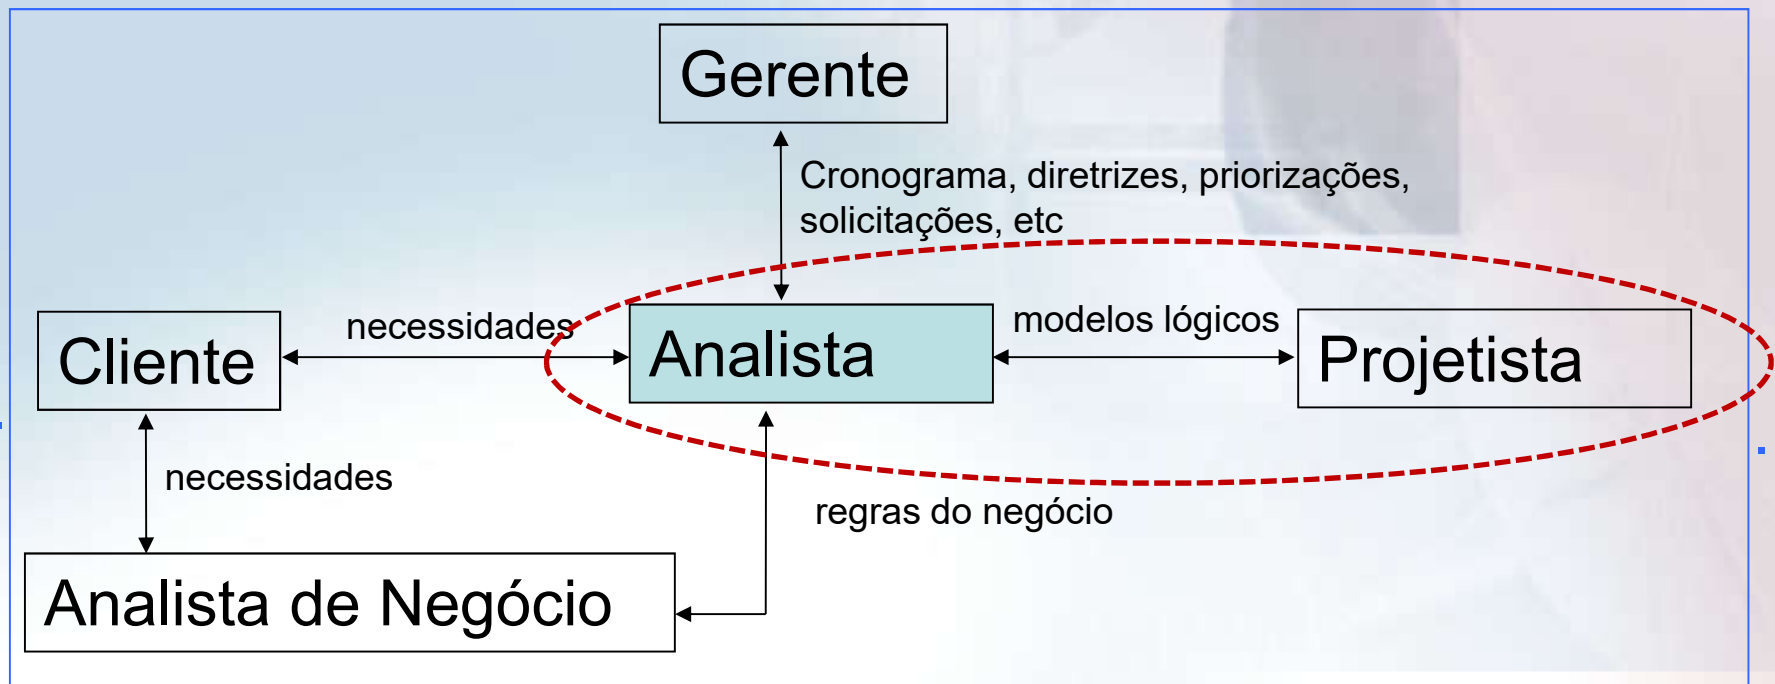 Gerente
Cronograma, diretrizes, priorizações,
solicitações, etc
necessidades
modelos lógicos
Cliente
Analista
Projetista
necessidades
regras do negócio
Analista de Negócio